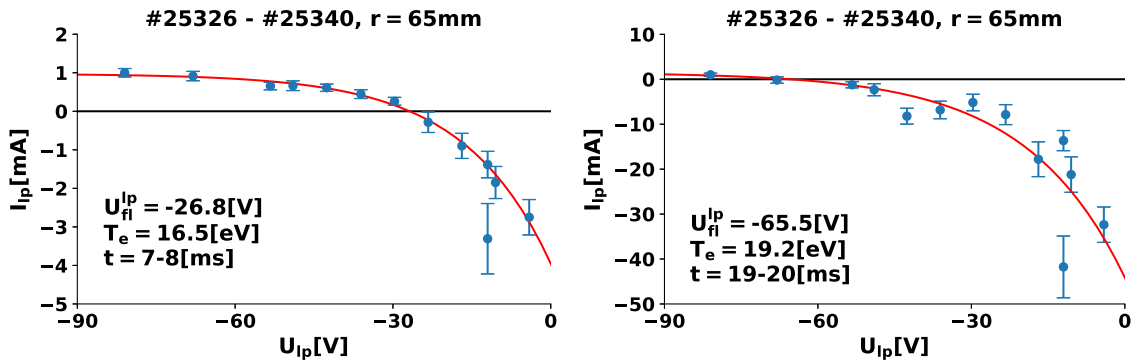 #25326 - #25340, r = 65mm
2
1
0
−1
−2
−3
−4
−5
I_lp[mA]
U_fl^lp = -26.8[V]
T_e = 16.5[eV]
t = 7-8[ms]
−90
−60
−30
0
U_lp[V]
#25326 - #25340, r = 65mm
10
0
−10
−20
−30
−40
−50
I_lp[mA]
U_fl^lp = -65.5[V]
T_e = 19.2[eV]
t = 19-20[ms]
−90
−60
−30
0
U_lp[V]